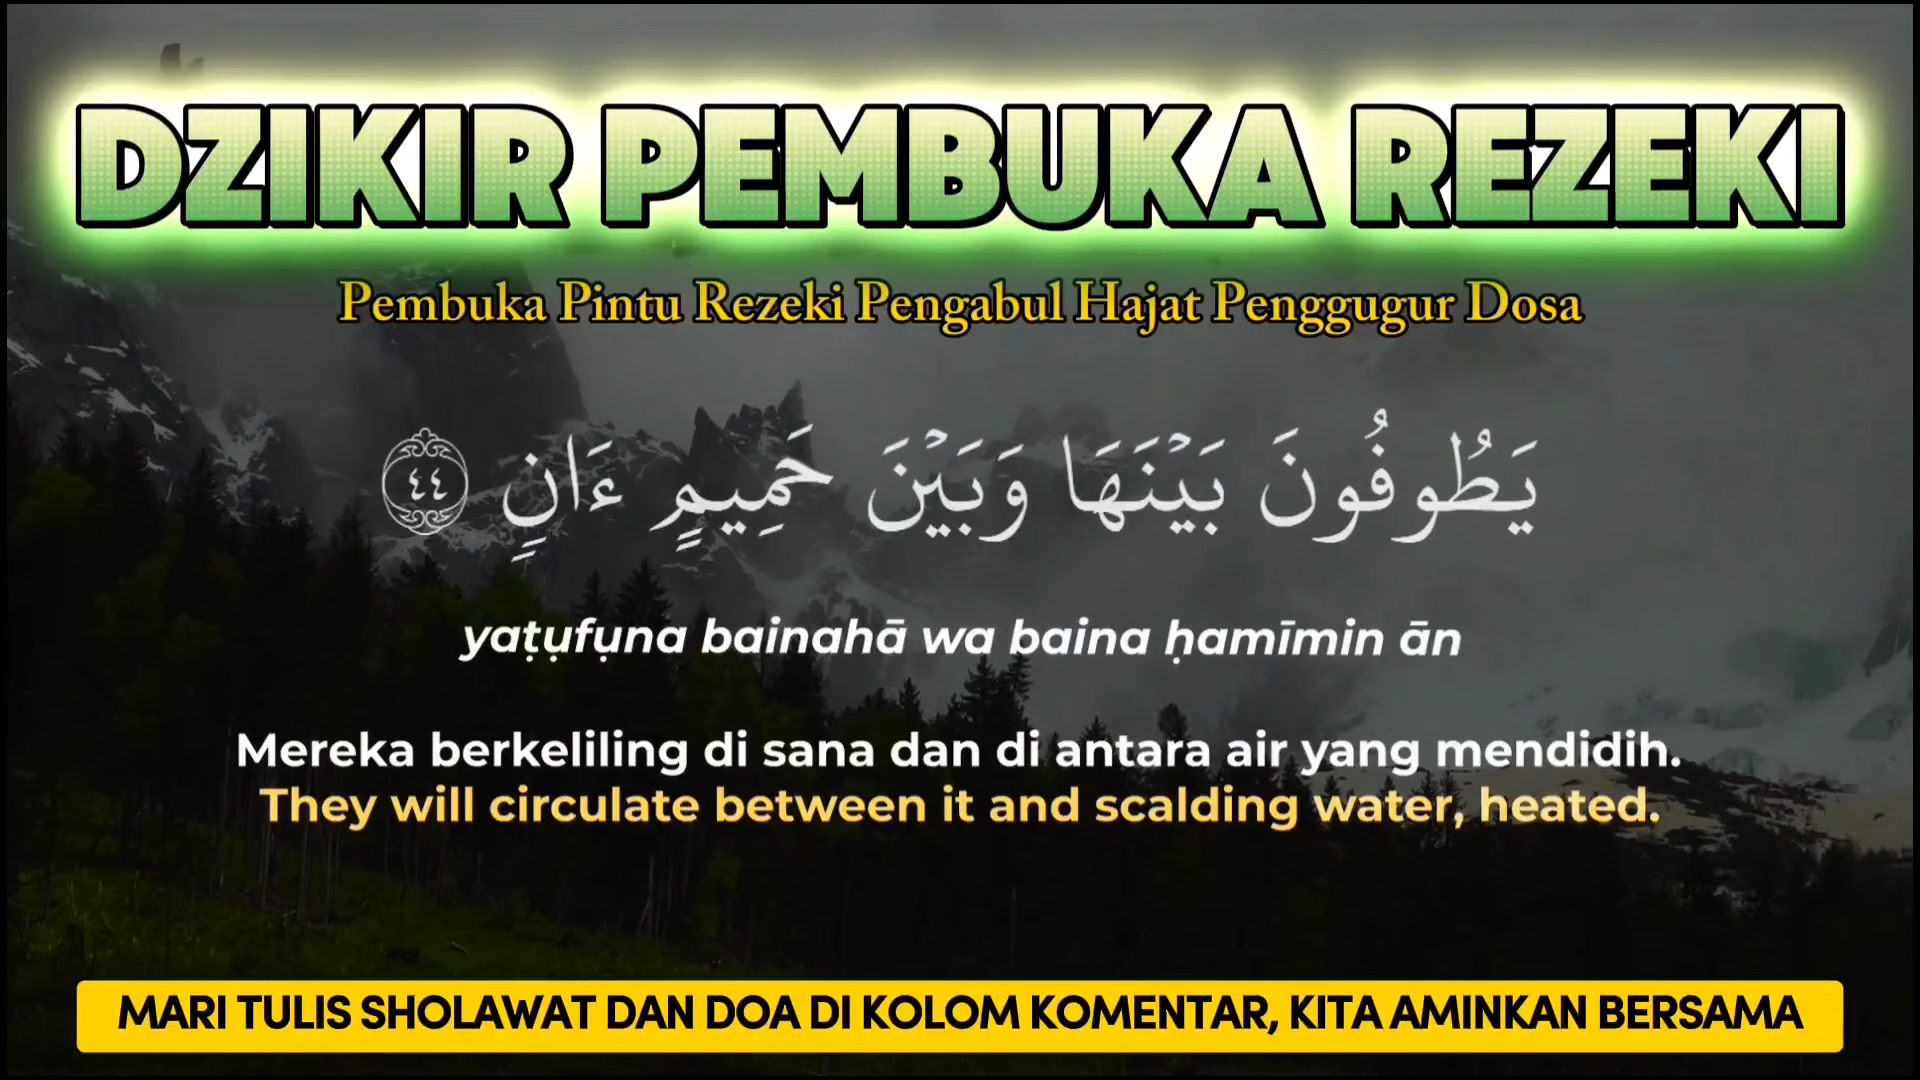 DZIKIR PEMBUKA REZEKI
Pembuka Pintu Rezeki Pengabul Hajat Penggugur Dosa
يَطُوفُونَ بَيْنَهَا وَبَيْنَ حَمِيمٍ ءَانٍ ٤٤
yaṭụfụna bainahā wa baina ḥamīmin ān
Mereka berkeliling di sana dan di antara air yang mendidih.
They will circulate between it and scalding water, heated.
MARI TULIS SHOLAWAT DAN DOA DI KOLOM KOMENTAR, KITA AMINKAN BERSAMA